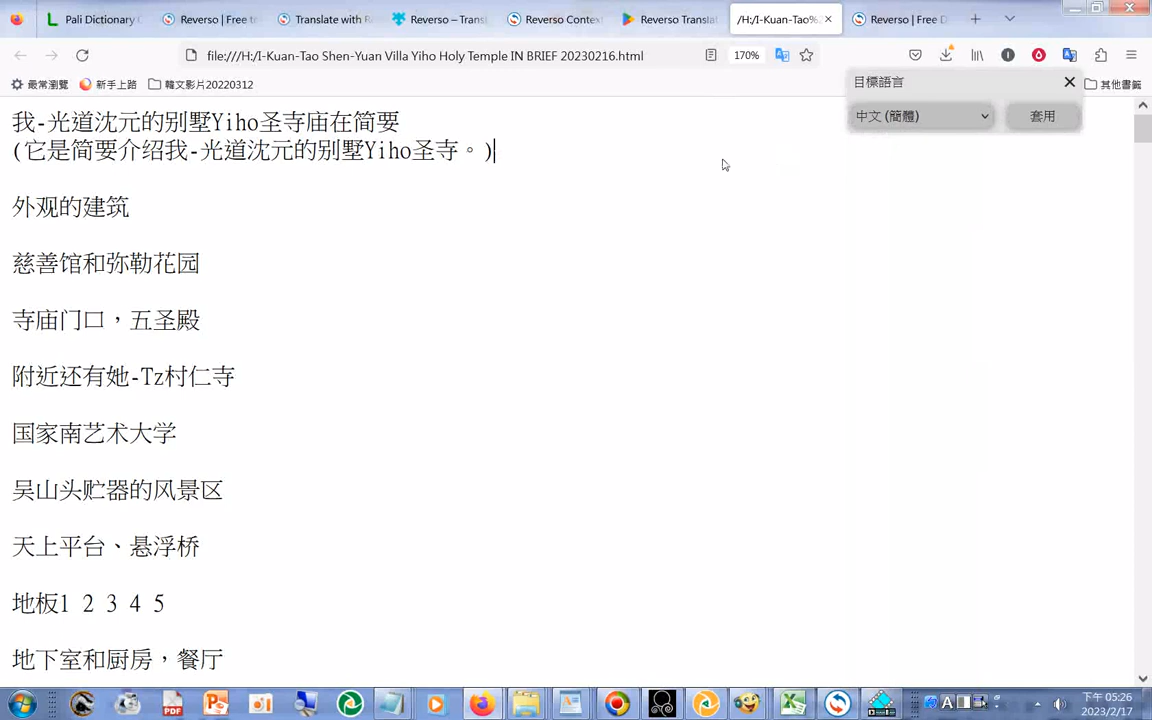 Pali Dictionary
Reverso | Free t
Translate with R
Reverso – Trans
Reverso Contex
Reverso Transla
/H:/I-Kuan-Tao%
Reverso | Free D
file:///H:/I-Kuan-Tao Shen-Yuan Villa Yiho Holy Temple IN BRIEF 20230216.html
170%
最常瀏覽
新手上路
韓文影片20220312
其他書籤
目標語言
中文 (簡體)
套用
我-光道沈元的别墅Yiho圣寺庙在简要
(它是简要介绍我-光道沈元的别墅Yiho圣寺。)
外观的建筑
慈善馆和弥勒花园
寺庙门口，五圣殿
附近还有她-Tz村仁寺
国家南艺术大学
吴山头贮器的风景区
天上平台、悬浮桥
地板1 2 3 4 5
地下室和厨房，餐厅
下午 05:26
2023/2/17